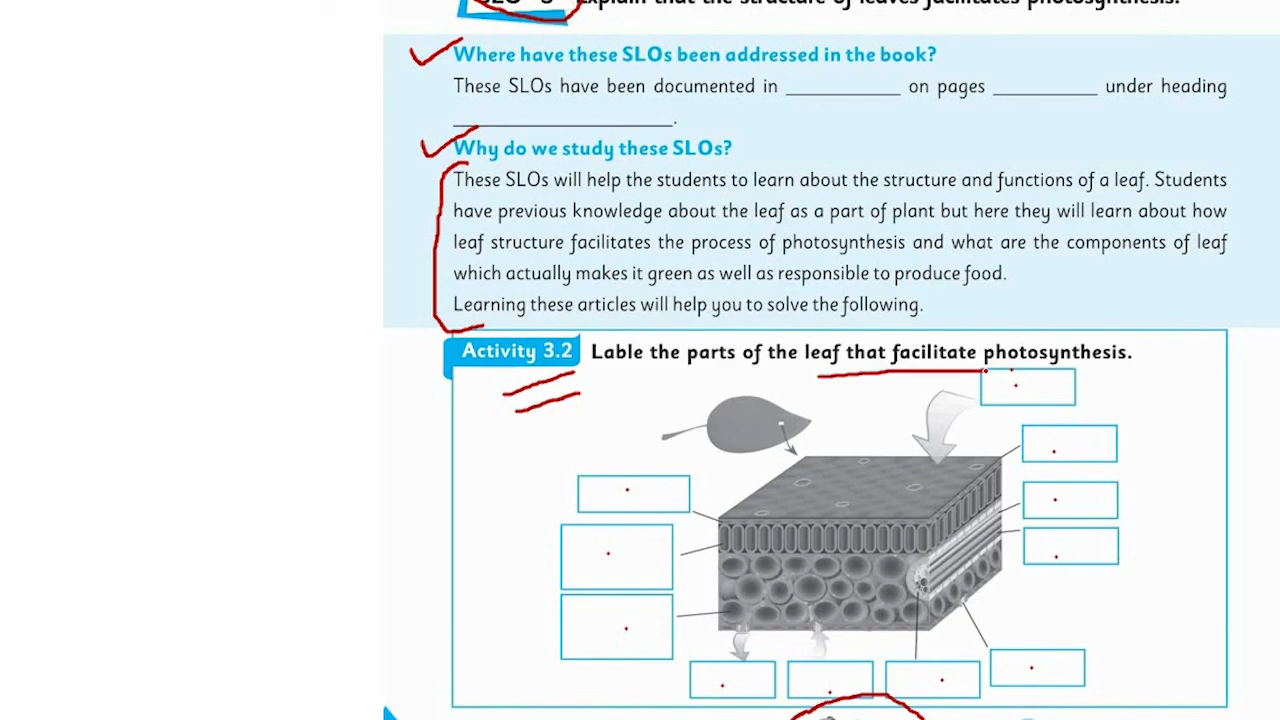 Explain that the structure of leaves facilitates photosynthesis.
Where have these SLOs been addressed in the book?
These SLOs have been documented in ___________ on pages __________ under heading
_____________________.
Why do we study these SLOs?
These SLOs will help the students to learn about the structure and functions of a leaf. Students
have previous knowledge about the leaf as a part of plant but here they will learn about how
leaf structure facilitates the process of photosynthesis and what are the components of leaf
which actually makes it green as well as responsible to produce food.
Learning these articles will help you to solve the following.
Activity 3.2 Lable the parts of the leaf that facilitate photosynthesis.